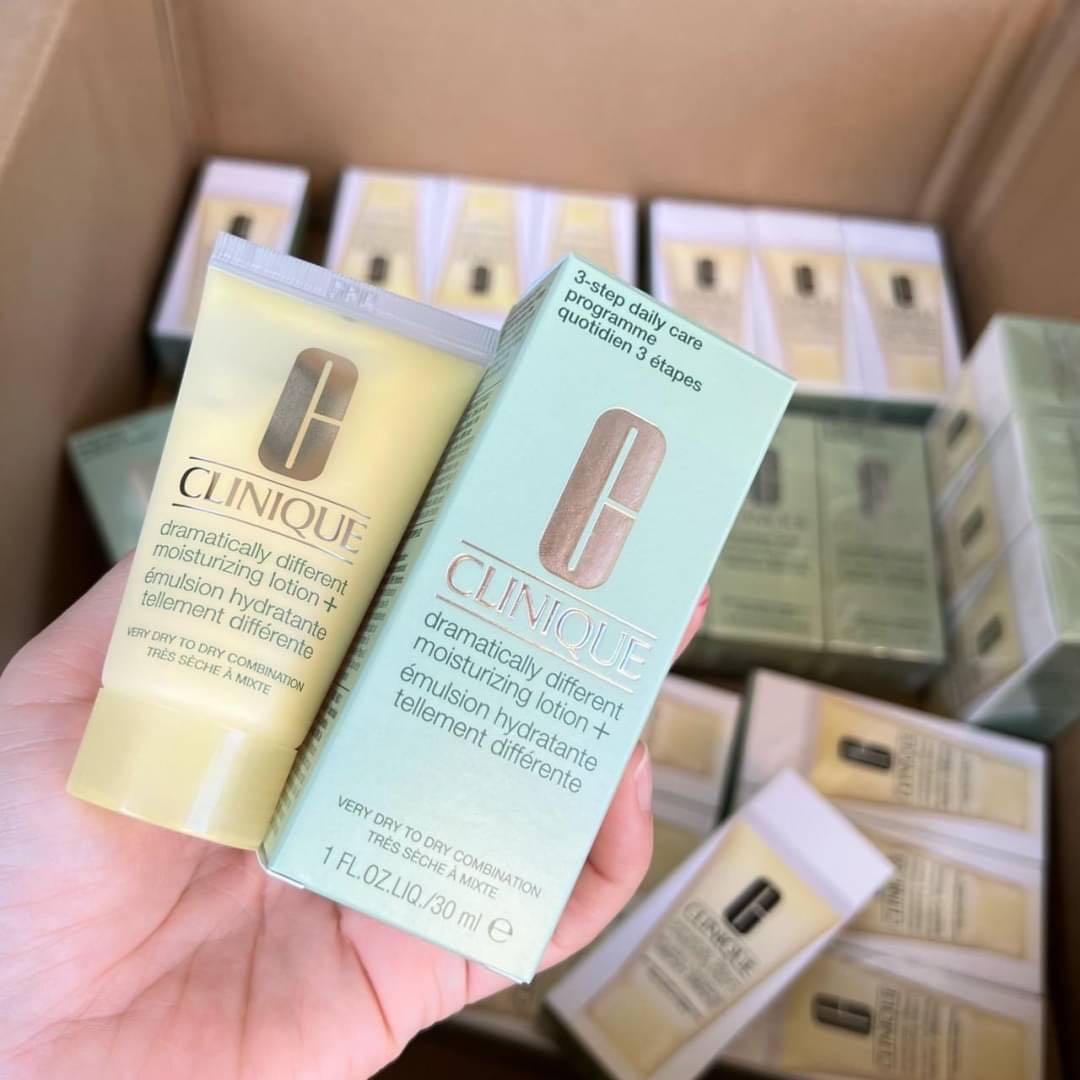 CLINIQUE
dramatically different
moisturizing lotion +
émulsion hydratante
tellement différente
VERY DRY TO DRY COMBINATION
TRÈS SÈCHE À MIXTE
3-step daily care
programme
quotidien 3 étapes
CLINIQUE
dramatically different
moisturizing lotion +
émulsion hydratante
tellement différente
VERY DRY TO DRY COMBINATION
TRÈS SÈCHE À MIXTE
1 FL.OZ.LIQ./30 ml e
CLINIQUE